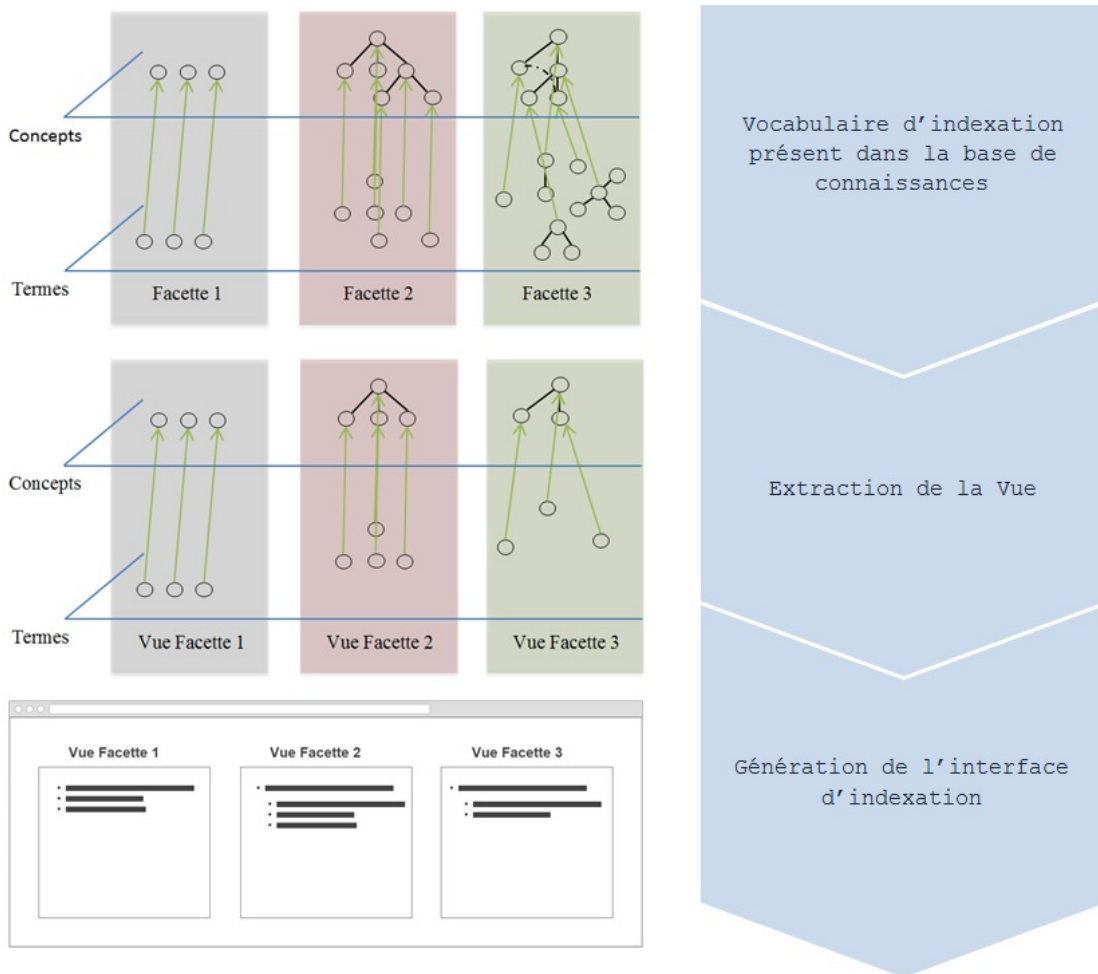 Concepts
Termes
Facette 1
Facette 2
Facette 3
Vocabulaire d’indexation
présent dans la base de
connaissances
Concepts
Termes
Vue Facette 1
Vue Facette 2
Vue Facette 3
Extraction de la Vue
Vue Facette 1
Vue Facette 2
Vue Facette 3
Génération de l’interface
d’indexation